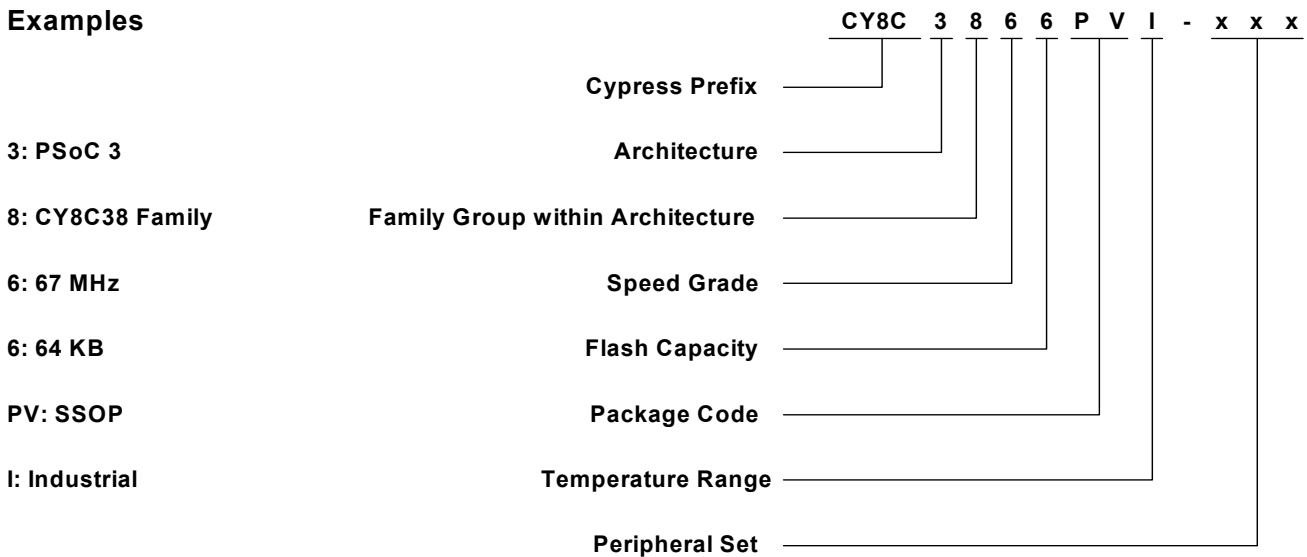 Examples CY8C 3 8 6 6 P V I - x x x
Cypress Prefix
3: PSoC 3 Architecture
8: CY8C38 Family Family Group within Architecture
6: 67 MHz Speed Grade
6: 64 KB Flash Capacity
PV: SSOP Package Code
I: Industrial Temperature Range
Peripheral Set